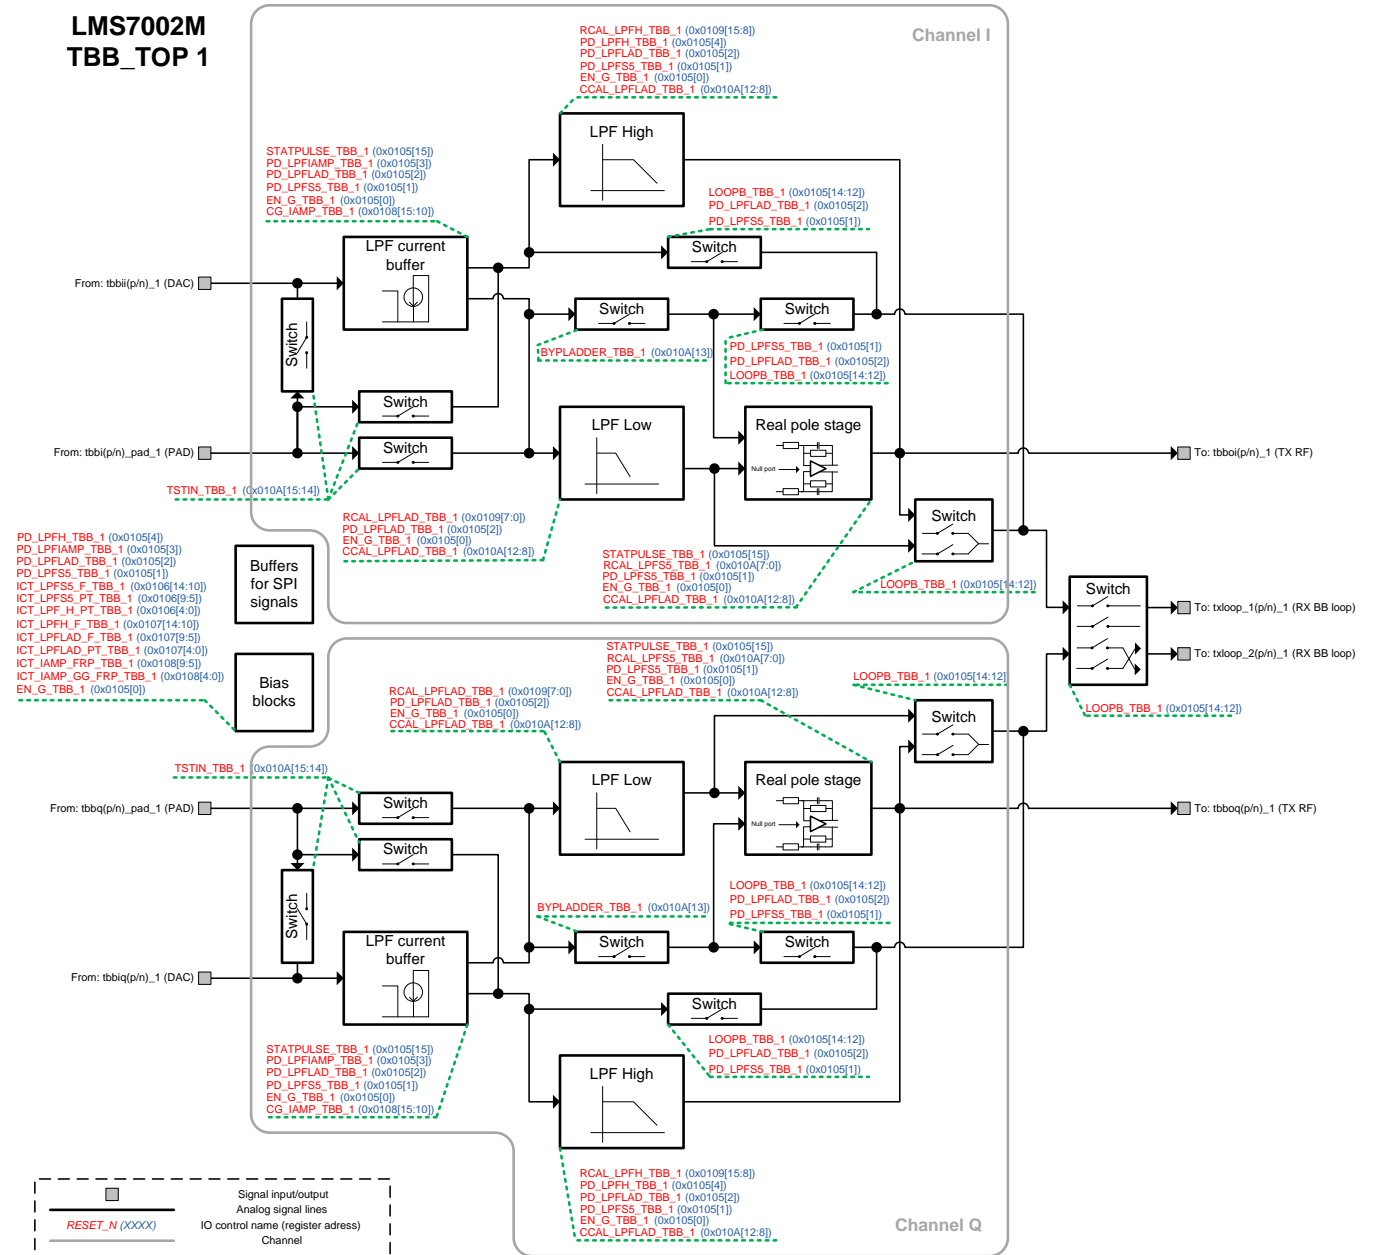 LMS7002M
TBB_TOP 1
Channel I
RCAL_LPFH_TBB_1 (0x0109[15:8])
PD_LPFH_TBB_1 (0x0105[4])
PD_LPFLAD_TBB_1 (0x0105[2])
PD_LPFS5_TBB_1 (0x0105[1])
EN_G_TBB_1 (0x0105[0])
CCAL_LPFLAD_TBB_1 (0x010A[12:8])
LPF High
STATPULSE_TBB_1 (0x0105[15])
PD_LPFIAMP_TBB_1 (0x0105[3])
PD_LPFLAD_TBB_1 (0x0105[2])
PD_LPFS5_TBB_1 (0x0105[1])
EN_G_TBB_1 (0x0105[0])
CG_IAMP_TBB_1 (0x0108[15:10])
LOOPB_TBB_1 (0x0105[14:12])
PD_LPFLAD_TBB_1 (0x0105[2])
PD_LPFS5_TBB_1 (0x0105[1])
LPF current
buffer
Switch
From: tbbii(p/n)_1 (DAC)
Switch
Switch
Switch
BYPLADDER_TBB_1 (0x010A[13])
PD_LPFS5_TBB_1 (0x0105[1])
PD_LPFLAD_TBB_1 (0x0105[2])
LOOPB_TBB_1 (0x0105[14:12])
Switch
LPF Low
Real pole stage
Null port
Switch
From: tbbi(p/n)_pad_1 (PAD)
To: tbboi(p/n)_1 (TX RF)
TSTIN_TBB_1 (0x010A[15:14])
RCAL_LPFLAD_TBB_1 (0x0109[7:0])
PD_LPFLAD_TBB_1 (0x0105[2])
EN_G_TBB_1 (0x0105[0])
CCAL_LPFLAD_TBB_1 (0x010A[12:8])
Switch
STATPULSE_TBB_1 (0x0105[15])
RCAL_LPFS5_TBB_1 (0x010A[7:0])
PD_LPFS5_TBB_1 (0x0105[1])
EN_G_TBB_1 (0x0105[0])
CCAL_LPFLAD_TBB_1 (0x010A[12:8])
LOOPB_TBB_1 (0x0105[14:12])
PD_LPFH_TBB_1 (0x0105[4])
PD_LPFIAMP_TBB_1 (0x0105[3])
PD_LPFLAD_TBB_1 (0x0105[2])
PD_LPFS5_TBB_1 (0x0105[1])
ICT_LPFS5_F_TBB_1 (0x0106[14:10])
ICT_LPFS5_PT_TBB_1 (0x0106[9:5])
ICT_LPF_H_PT_TBB_1 (0x0106[4:0])
ICT_LPFH_F_TBB_1 (0x0107[14:10])
ICT_LPFLAD_F_TBB_1 (0x0107[9:5])
ICT_LPFLAD_PT_TBB_1 (0x0107[4:0])
ICT_IAMP_FRP_TBB_1 (0x0108[9:5])
ICT_IAMP_GG_FRP_TBB_1 (0x0108[4:0])
EN_G_TBB_1 (0x0105[0])
Buffers
for SPI
signals
Bias
blocks
Switch
To: txloop_1(p/n)_1 (RX BB loop)
To: txloop_2(p/n)_1 (RX BB loop)
LOOPB_TBB_1 (0x0105[14:12])
STATPULSE_TBB_1 (0x0105[15])
RCAL_LPFS5_TBB_1 (0x010A[7:0])
PD_LPFS5_TBB_1 (0x0105[1])
EN_G_TBB_1 (0x0105[0])
CCAL_LPFLAD_TBB_1 (0x010A[12:8])
LOOPB_TBB_1 (0x0105[14:12])
RCAL_LPFLAD_TBB_1 (0x0109[7:0])
PD_LPFLAD_TBB_1 (0x0105[2])
EN_G_TBB_1 (0x0105[0])
CCAL_LPFLAD_TBB_1 (0x010A[12:8])
Switch
TSTIN_TBB_1 (0x010A[15:14])
LPF Low
Real pole stage
Null port
Switch
From: tbbq(p/n)_pad_1 (PAD)
To: tbboq(p/n)_1 (TX RF)
Switch
Switch
LOOPB_TBB_1 (0x0105[14:12])
PD_LPFLAD_TBB_1 (0x0105[2])
PD_LPFS5_TBB_1 (0x0105[1])
BYPLADDER_TBB_1 (0x010A[13])
LPF current
buffer
Switch
Switch
From: tbbiq(p/n)_1 (DAC)
Switch
LOOPB_TBB_1 (0x0105[14:12])
PD_LPFLAD_TBB_1 (0x0105[2])
PD_LPFS5_TBB_1 (0x0105[1])
STATPULSE_TBB_1 (0x0105[15])
PD_LPFIAMP_TBB_1 (0x0105[3])
PD_LPFLAD_TBB_1 (0x0105[2])
PD_LPFS5_TBB_1 (0x0105[1])
EN_G_TBB_1 (0x0105[0])
CG_IAMP_TBB_1 (0x0108[15:10])
LPF High
RCAL_LPFH_TBB_1 (0x0109[15:8])
PD_LPFH_TBB_1 (0x0105[4])
PD_LPFLAD_TBB_1 (0x0105[2])
PD_LPFS5_TBB_1 (0x0105[1])
EN_G_TBB_1 (0x0105[0])
CCAL_LPFLAD_TBB_1 (0x010A[12:8])
Channel Q
Signal input/output
Analog signal lines
RESET_N (XXXX) IO control name (register adress)
Channel